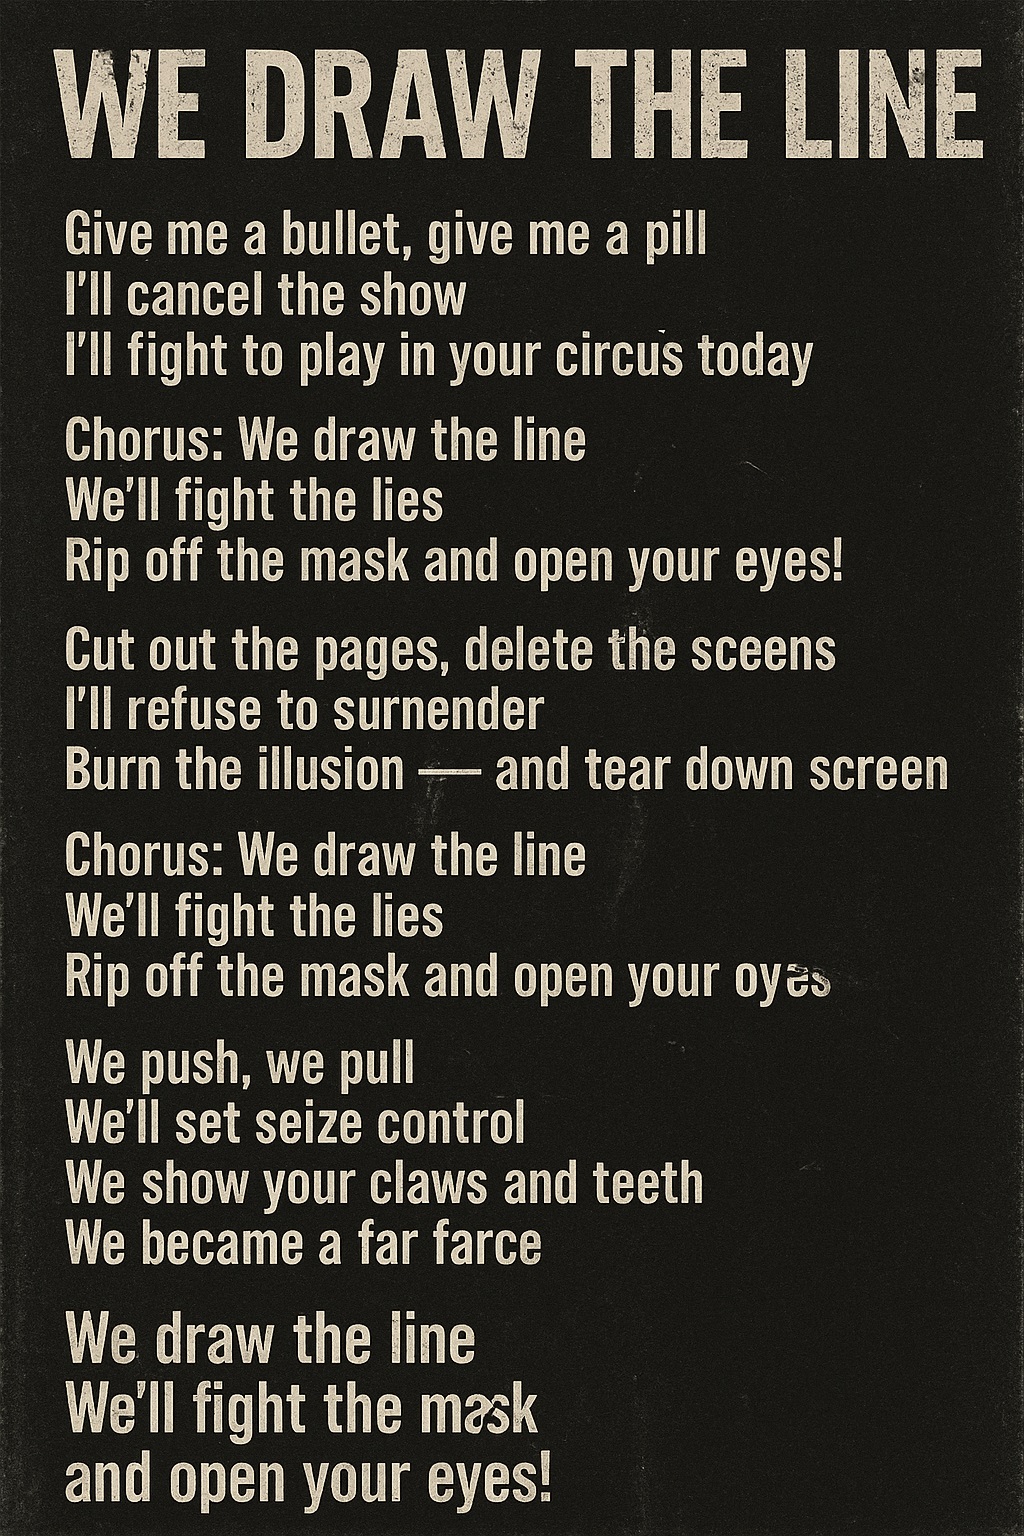 WE DRAW THE LINE
Give me a bullet, give me a pill
I'll cancel the show
I'll fight to play in your circus today
Chorus: We draw the line
We'll fight the lies
Rip off the mask and open your eyes!
Cut out the pages, delete the sceens
I'll refuse to surnender
Burn the illusion — and tear down screen
Chorus: We draw the line
We'll fight the lies
Rip off the mask and open your oyes
We push, we pull
We'll set seize control
We show your claws and teeth
We became a far farce
We draw the line
We'll fight the mask
and open your eyes!